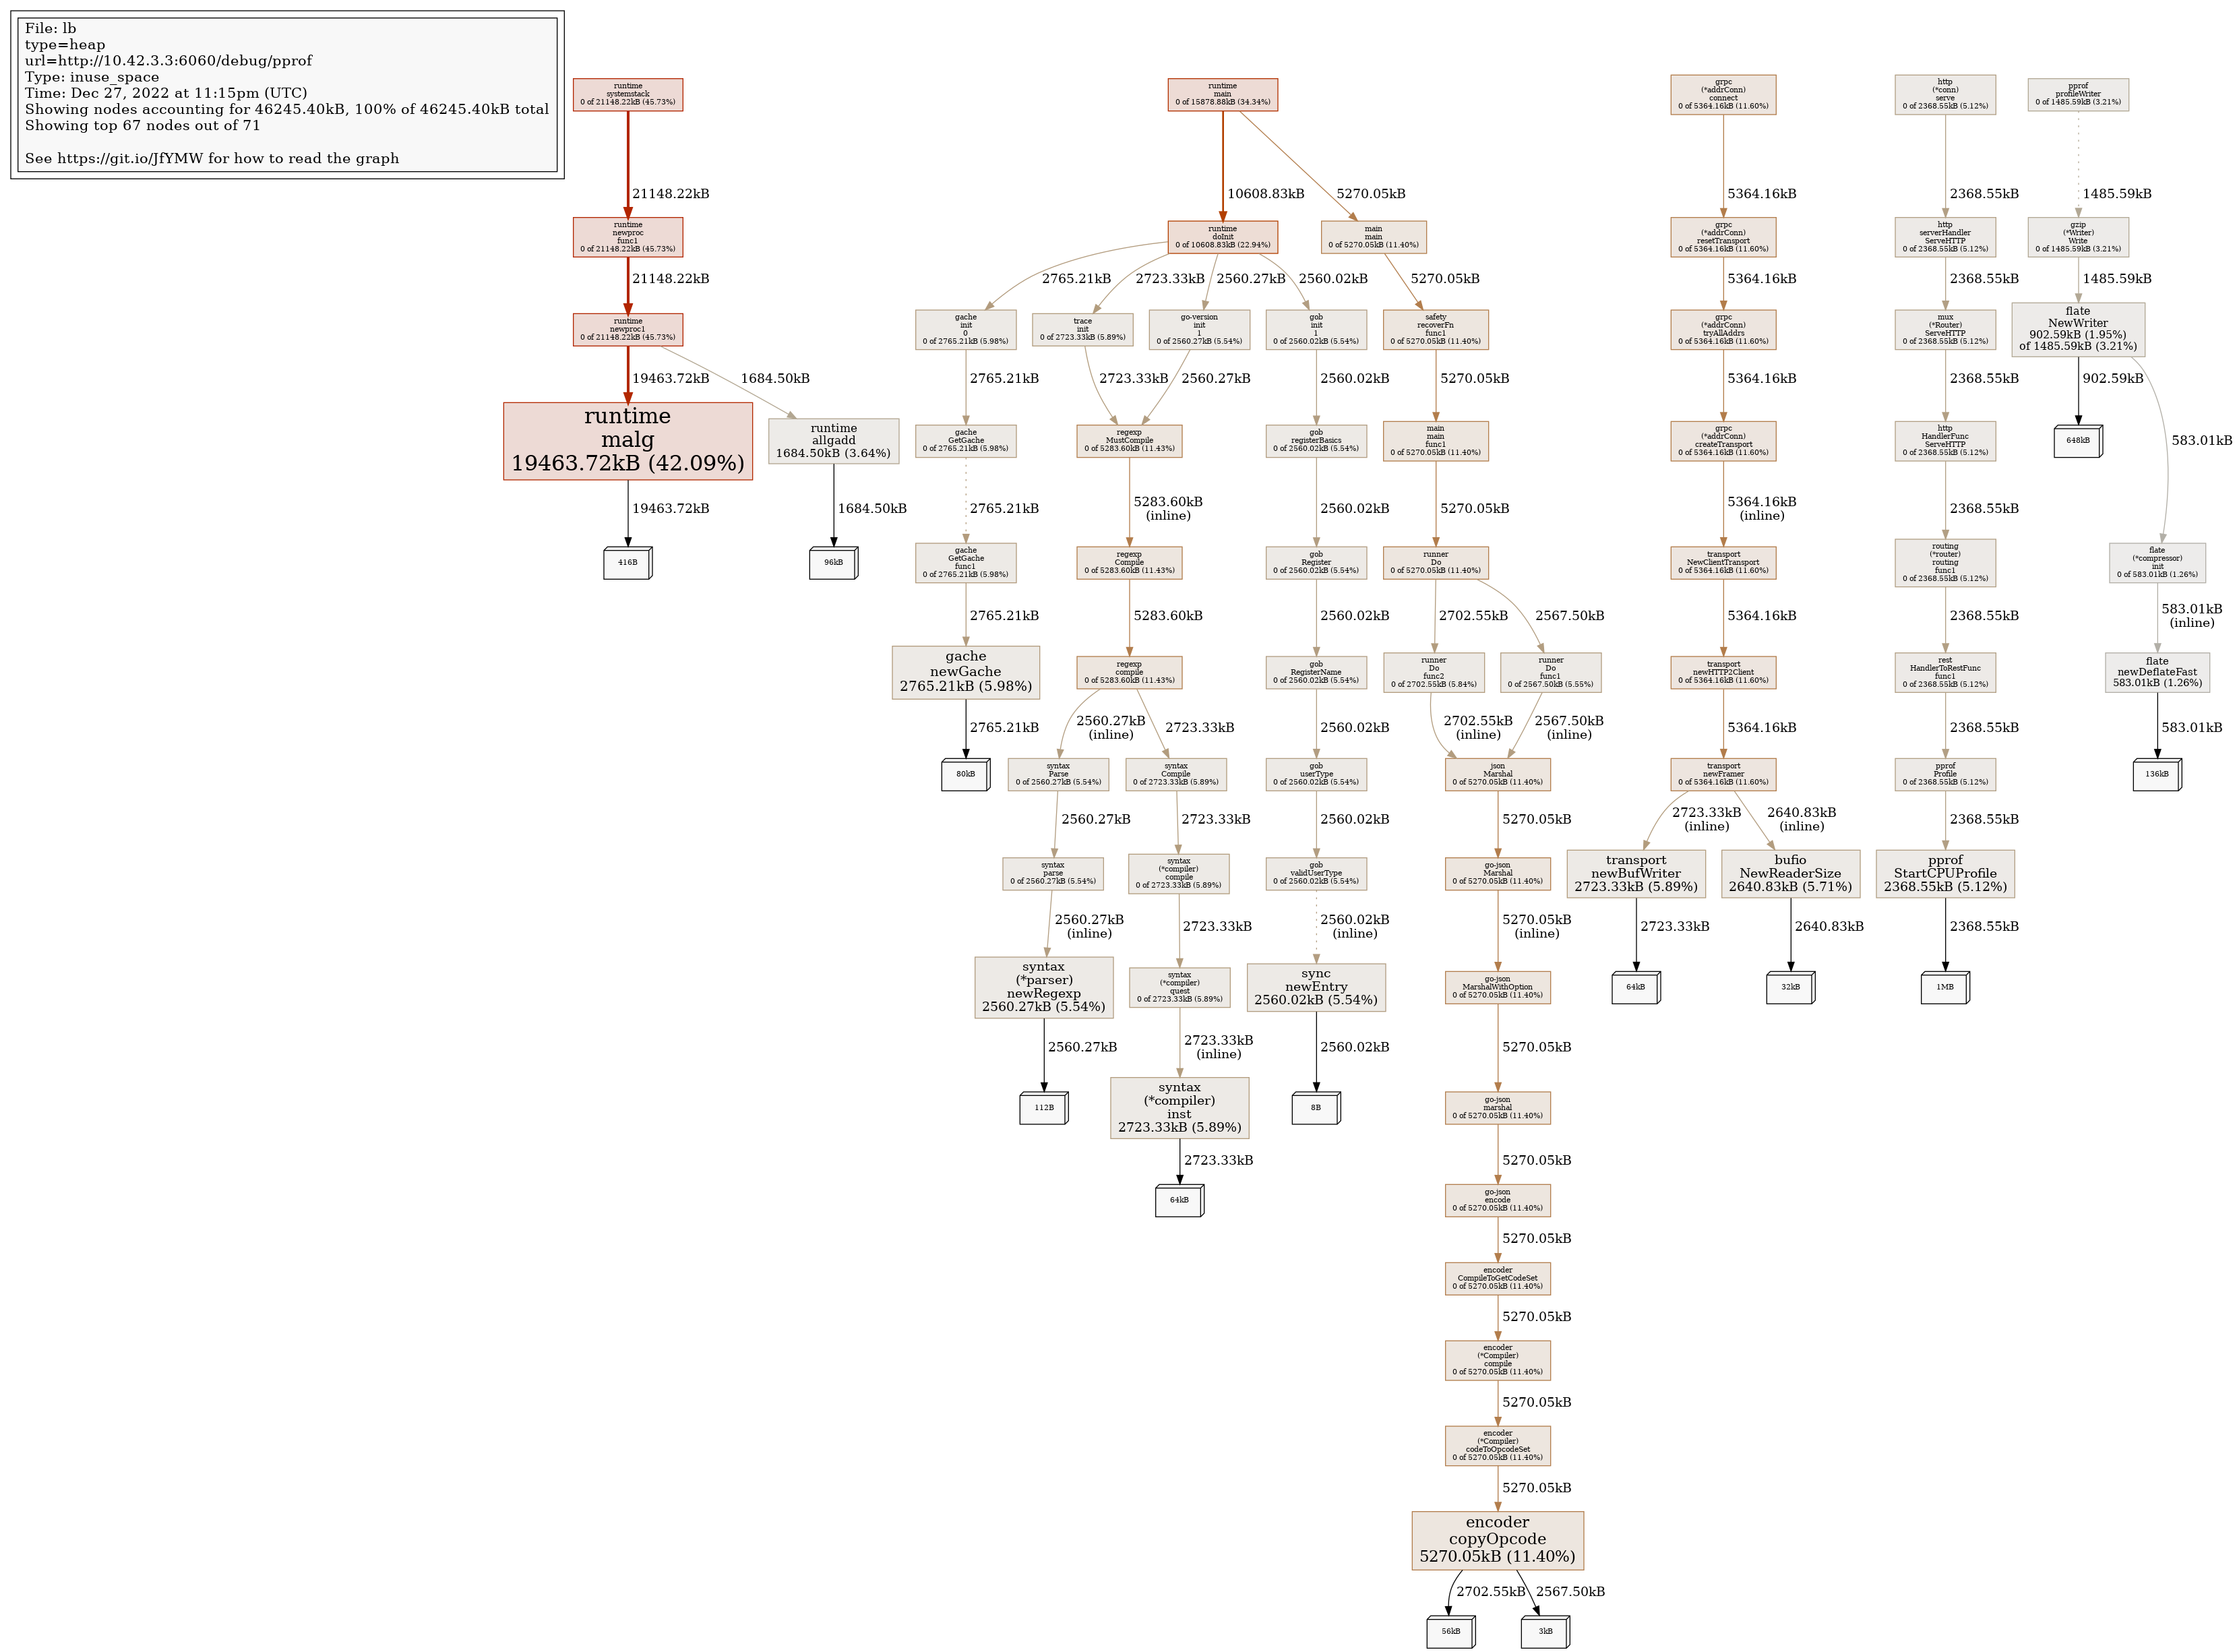 File: lb
type=heap
url=http://10.42.3.3:6060/debug/pprof
Type: inuse_space
Time: Dec 27, 2022 at 11:15pm (UTC)
Showing nodes accounting for 46245.40kB, 100% of 46245.40kB total
Showing top 67 nodes out of 71
See https://git.io/JfYMW for how to read the graph
runtime
systemstack
0 of 21148.22kB (45.73%)
21148.22kB
runtime
newproc
func1
0 of 21148.22kB (45.73%)
21148.22kB
runtime
newproc1
0 of 21148.22kB (45.73%)
19463.72kB
1684.50kB
runtime
malg
19463.72kB (42.09%)
19463.72kB
416B
runtime
allgadd
1684.50kB (3.64%)
1684.50kB
96kB
runtime
main
0 of 15878.88kB (34.34%)
10608.83kB
5270.05kB
runtime
doInit
0 of 10608.83kB (22.94%)
2765.21kB
2723.33kB
2560.27kB
2560.02kB
gache
init
0
0 of 2765.21kB (5.98%)
2765.21kB
gache
GetGache
0 of 2765.21kB (5.98%)
2765.21kB
gache
GetGache
func1
0 of 2765.21kB (5.98%)
2765.21kB
gache
newGache
2765.21kB (5.98%)
2765.21kB
80kB
trace
init
0 of 2723.33kB (5.89%)
2723.33kB
go-version
init
1
0 of 2560.27kB (5.54%)
2560.27kB
regexp
MustCompile
0 of 5283.60kB (11.43%)
5283.60kB
(inline)
regexp
Compile
0 of 5283.60kB (11.43%)
5283.60kB
regexp
compile
0 of 5283.60kB (11.43%)
2560.27kB
(inline)
2723.33kB
syntax
Parse
0 of 2560.27kB (5.54%)
2560.27kB
syntax
parse
0 of 2560.27kB (5.54%)
2560.27kB
(inline)
syntax
(*parser)
newRegexp
2560.27kB (5.54%)
2560.27kB
112B
syntax
Compile
0 of 2723.33kB (5.89%)
2723.33kB
syntax
(*compiler)
compile
0 of 2723.33kB (5.89%)
2723.33kB
syntax
(*compiler)
quest
0 of 2723.33kB (5.89%)
2723.33kB
(inline)
syntax
(*compiler)
inst
2723.33kB (5.89%)
2723.33kB
64kB
gob
init
1
0 of 2560.02kB (5.54%)
2560.02kB
gob
registerBasics
0 of 2560.02kB (5.54%)
2560.02kB
gob
Register
0 of 2560.02kB (5.54%)
2560.02kB
gob
RegisterName
0 of 2560.02kB (5.54%)
2560.02kB
gob
userType
0 of 2560.02kB (5.54%)
2560.02kB
gob
validUserType
0 of 2560.02kB (5.54%)
2560.02kB
(inline)
sync
newEntry
2560.02kB (5.54%)
2560.02kB
8B
main
main
0 of 5270.05kB (11.40%)
5270.05kB
safety
recoverFn
func1
0 of 5270.05kB (11.40%)
5270.05kB
main
main
func1
0 of 5270.05kB (11.40%)
5270.05kB
runner
Do
0 of 5270.05kB (11.40%)
2702.55kB
2567.50kB
runner
Do
func2
0 of 2702.55kB (5.84%)
2702.55kB
(inline)
runner
Do
func1
0 of 2567.50kB (5.55%)
2567.50kB
(inline)
json
Marshal
0 of 5270.05kB (11.40%)
5270.05kB
go-json
Marshal
0 of 5270.05kB (11.40%)
5270.05kB
(inline)
go-json
MarshalWithOption
0 of 5270.05kB (11.40%)
5270.05kB
go-json
marshal
0 of 5270.05kB (11.40%)
5270.05kB
go-json
encode
0 of 5270.05kB (11.40%)
5270.05kB
encoder
CompileToGetCodeSet
0 of 5270.05kB (11.40%)
5270.05kB
encoder
(*Compiler)
compile
0 of 5270.05kB (11.40%)
5270.05kB
encoder
(*Compiler)
codeToOpcodeSet
0 of 5270.05kB (11.40%)
5270.05kB
encoder
copyOpcode
5270.05kB (11.40%)
2702.55kB
2567.50kB
56kB
3kB
grpc
(*addrConn)
connect
0 of 5364.16kB (11.60%)
5364.16kB
grpc
(*addrConn)
resetTransport
0 of 5364.16kB (11.60%)
5364.16kB
grpc
(*addrConn)
tryAllAddrs
0 of 5364.16kB (11.60%)
5364.16kB
grpc
(*addrConn)
createTransport
0 of 5364.16kB (11.60%)
5364.16kB
(inline)
transport
NewClientTransport
0 of 5364.16kB (11.60%)
5364.16kB
transport
newHTTP2Client
0 of 5364.16kB (11.60%)
5364.16kB
transport
newFramer
0 of 5364.16kB (11.60%)
2723.33kB
(inline)
2640.83kB
(inline)
transport
newBufWriter
2723.33kB (5.89%)
2723.33kB
64kB
bufio
NewReaderSize
2640.83kB (5.71%)
2640.83kB
32kB
http
(*conn)
serve
0 of 2368.55kB (5.12%)
2368.55kB
http
serverHandler
ServeHTTP
0 of 2368.55kB (5.12%)
2368.55kB
mux
(*Router)
ServeHTTP
0 of 2368.55kB (5.12%)
2368.55kB
http
HandlerFunc
ServeHTTP
0 of 2368.55kB (5.12%)
2368.55kB
routing
(*router)
routing
func1
0 of 2368.55kB (5.12%)
2368.55kB
rest
HandlerToRestFunc
func1
0 of 2368.55kB (5.12%)
2368.55kB
pprof
Profile
0 of 2368.55kB (5.12%)
2368.55kB
pprof
StartCPUProfile
2368.55kB (5.12%)
2368.55kB
1MB
pprof
profileWriter
0 of 1485.59kB (3.21%)
1485.59kB
gzip
(*Writer)
Write
0 of 1485.59kB (3.21%)
1485.59kB
flate
NewWriter
902.59kB (1.95%)
of 1485.59kB (3.21%)
902.59kB
648kB
583.01kB
flate
(*compressor)
init
0 of 583.01kB (1.26%)
583.01kB
(inline)
flate
newDeflateFast
583.01kB (1.26%)
583.01kB
136kB